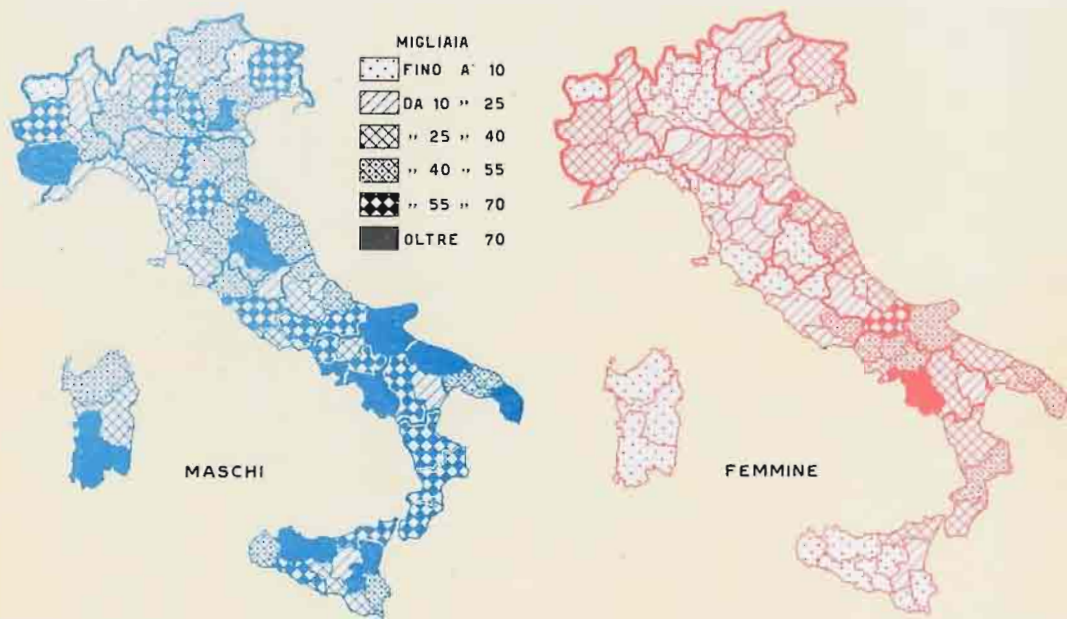 MIGLIAIA
FINO A 10
DA 10 " 25
" 25 " 40
" 40 " 55
" 55 " 70
OLTRE 70
MASCHI
FEMMINE